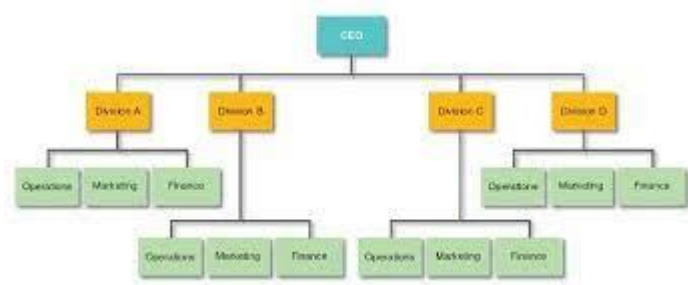 CEO
Division A
Division B
Division C
Division D
Operations
Marketing
Finance
Operations
Marketing
Finance
Operations
Marketing
Finance
Operations
Marketing
Finance